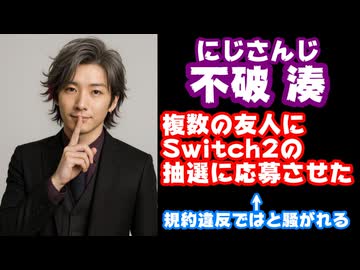 にじさんじ
不破 湊
複数の友人に
Switch2の
抽選に応募させた
↑
規約違反ではと騒がれる